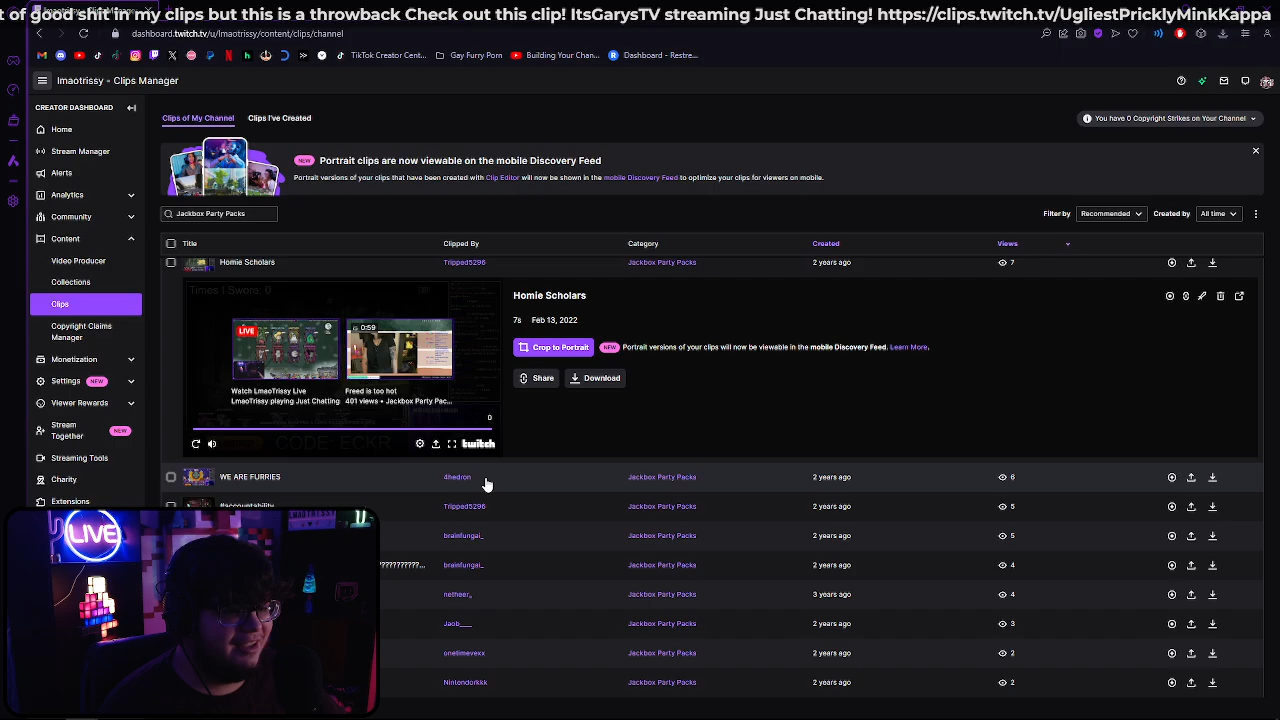 t of good shit in my clips but this is a throwback Check out this clip! ItsGarysTV streaming Just Chatting! https://clips.twitch.tv/UgliestPricklyMinkKappa
dashboard.twitch.tv/u/lmaotrissy/content/clips/channel
TikTok Creator Cent... Gay Furry Porn Building Your Chan... Dashboard - Restre...
lmaotrissy - Clips Manager
CREATOR DASHBOARD
Home
Stream Manager
Alerts
Analytics
Community
Content
Video Producer
Collections
Clips
Copyright Claims
Manager
Monetization
Settings NEW
Viewer Rewards
Stream
Together NEW
Streaming Tools
Charity
Extensions
Clips of My Channel Clips I've Created
You have 0 Copyright Strikes on Your Channel
NEW Portrait clips are now viewable on the mobile Discovery Feed
Portrait versions of your clips that have been created with Clip Editor will now be shown in the mobile Discovery Feed to optimize your clips for viewers on mobile.
Jackbox Party Packs
Filter by Recommended Created by All time
Title Clipped By Category Created Views
Homie Scholars Tripped5296 Jackbox Party Packs 2 years ago 7
Times I Swore: 0
LIVE
0:59
Watch LmaoTrissy Live
LmaoTrissy playing Just Chatting
Freed is too hot
401 views • Jackbox Party Pac...
0
twitch
CODE ECKR
Homie Scholars
7s Feb 13, 2022
Crop to Portrait NEW Portrait versions of your clips will now be viewable in the mobile Discovery Feed. Learn More.
Share Download
WE ARE FURRIES 4hedron Jackbox Party Packs 2 years ago 6
#accountability Tripped5296 Jackbox Party Packs 2 years ago 5
brainfungai_ Jackbox Party Packs 2 years ago 5
??????????... brainfungai_ Jackbox Party Packs 2 years ago 4
netheer_ Jackbox Party Packs 3 years ago 4
Jaob___ Jackbox Party Packs 2 years ago 3
onetimevexx Jackbox Party Packs 2 years ago 2
Nintendorkkk Jackbox Party Packs 2 years ago 2
LIVE